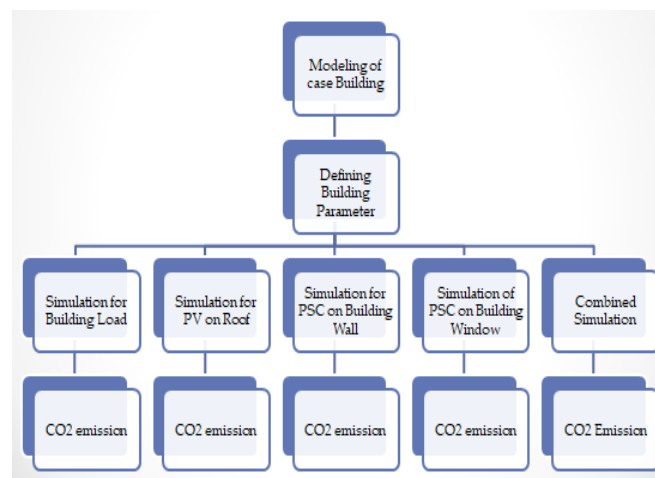 Modeling of
case Building
Defining
Building
Parameter
Simulation for
Building Load
Simulation for
PV on Roof
Simulation for
PSC on Building
Wall
Simulation of
PSC on Building
Window
Combined
Simulation
CO2 emission
CO2 emission
CO2 emission
CO2 emission
CO2 Emission